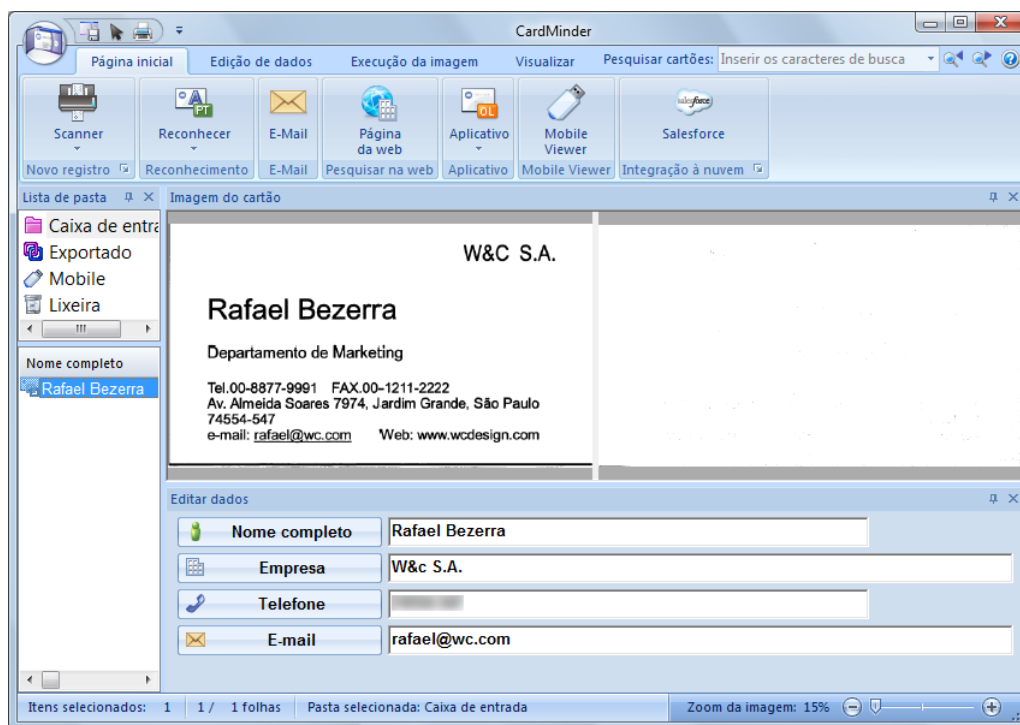 CardMinder
Página inicial
Edição de dados
Execução da imagem
Visualizar
Pesquisar cartões:
Inserir os caracteres de busca
Scanner
Reconhecer
E-Mail
Página da web
Aplicativo
Mobile Viewer
salesforce
Salesforce
A
PT
OL
Novo registro
Reconhecimento
E-Mail
Pesquisar na web
Aplicativo
Mobile Viewer
Integração à nuvem
Lista de pasta
Caixa de entra
Exportado
Mobile
Lixeira
Nome completo
Rafael Bezerra
Imagem do cartão
W&C S.A.
Rafael Bezerra
Departamento de Marketing
Tel.00-8877-9991 FAX.00-1211-2222
Av. Almeida Soares 7974, Jardim Grande, São Paulo
74554-547
e-mail: rafael@wc.com Web: www.wcdesign.com
Editar dados
Nome completo
Rafael Bezerra
Empresa
W&c S.A.
Telefone
E-mail
rafael@wc.com
Itens selecionados: 1
1 / 1 folhas
Pasta selecionada: Caixa de entrada
Zoom da imagem: 15%